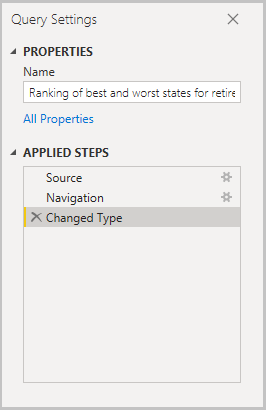 Query Settings
PROPERTIES
Name
Ranking of best and worst states for retire
All Properties
APPLIED STEPS
Source
Navigation
Changed Type